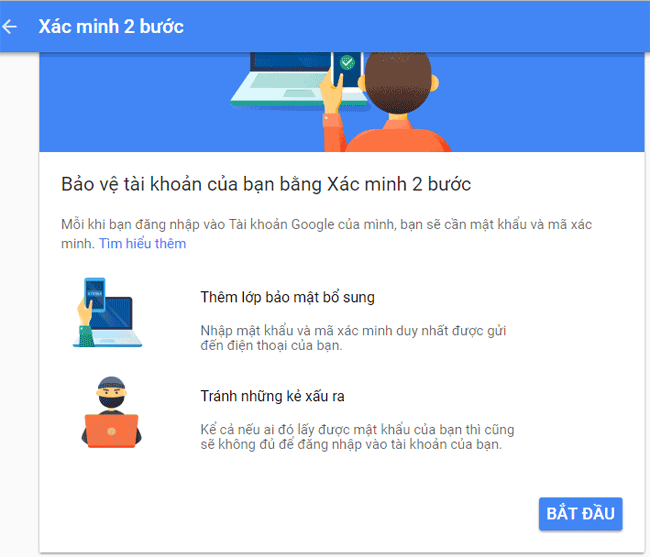 Xác minh 2 bước
Bảo vệ tài khoản của bạn bằng Xác minh 2 bước
Mỗi khi bạn đăng nhập vào Tài khoản Google của mình, bạn sẽ cần mật khẩu và mã xác
minh. Tìm hiểu thêm
Thêm lớp bảo mật bổ sung
Nhập mật khẩu và mã xác minh duy nhất được gửi
đến điện thoại của bạn.
Tránh những kẻ xấu ra
Kể cả nếu ai đó lấy được mật khẩu của bạn thì cũng
sẽ không đủ để đăng nhập vào tài khoản của bạn.
BẮT ĐẦU